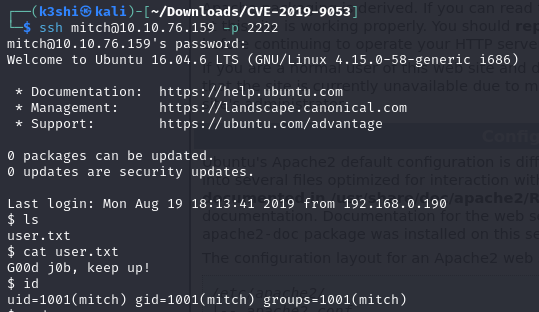 (k3shi㉿kali)-[~/Downloads/CVE-2019-9053]
$ ssh mitch@10.10.76.159 -p 2222
mitch@10.10.76.159's password:
Welcome to Ubuntu 16.04.6 LTS (GNU/Linux 4.15.0-58-generic i686)
* Documentation: https://help.ubuntu.com
* Management: https://landscape.canonical.com
* Support: https://ubuntu.com/advantage
0 packages can be updated.
0 updates are security updates.
Last login: Mon Aug 19 18:13:41 2019 from 192.168.0.190
$ ls
user.txt
$ cat user.txt
G00d j0b, keep up!
$ id
uid=1001(mitch) gid=1001(mitch) groups=1001(mitch)